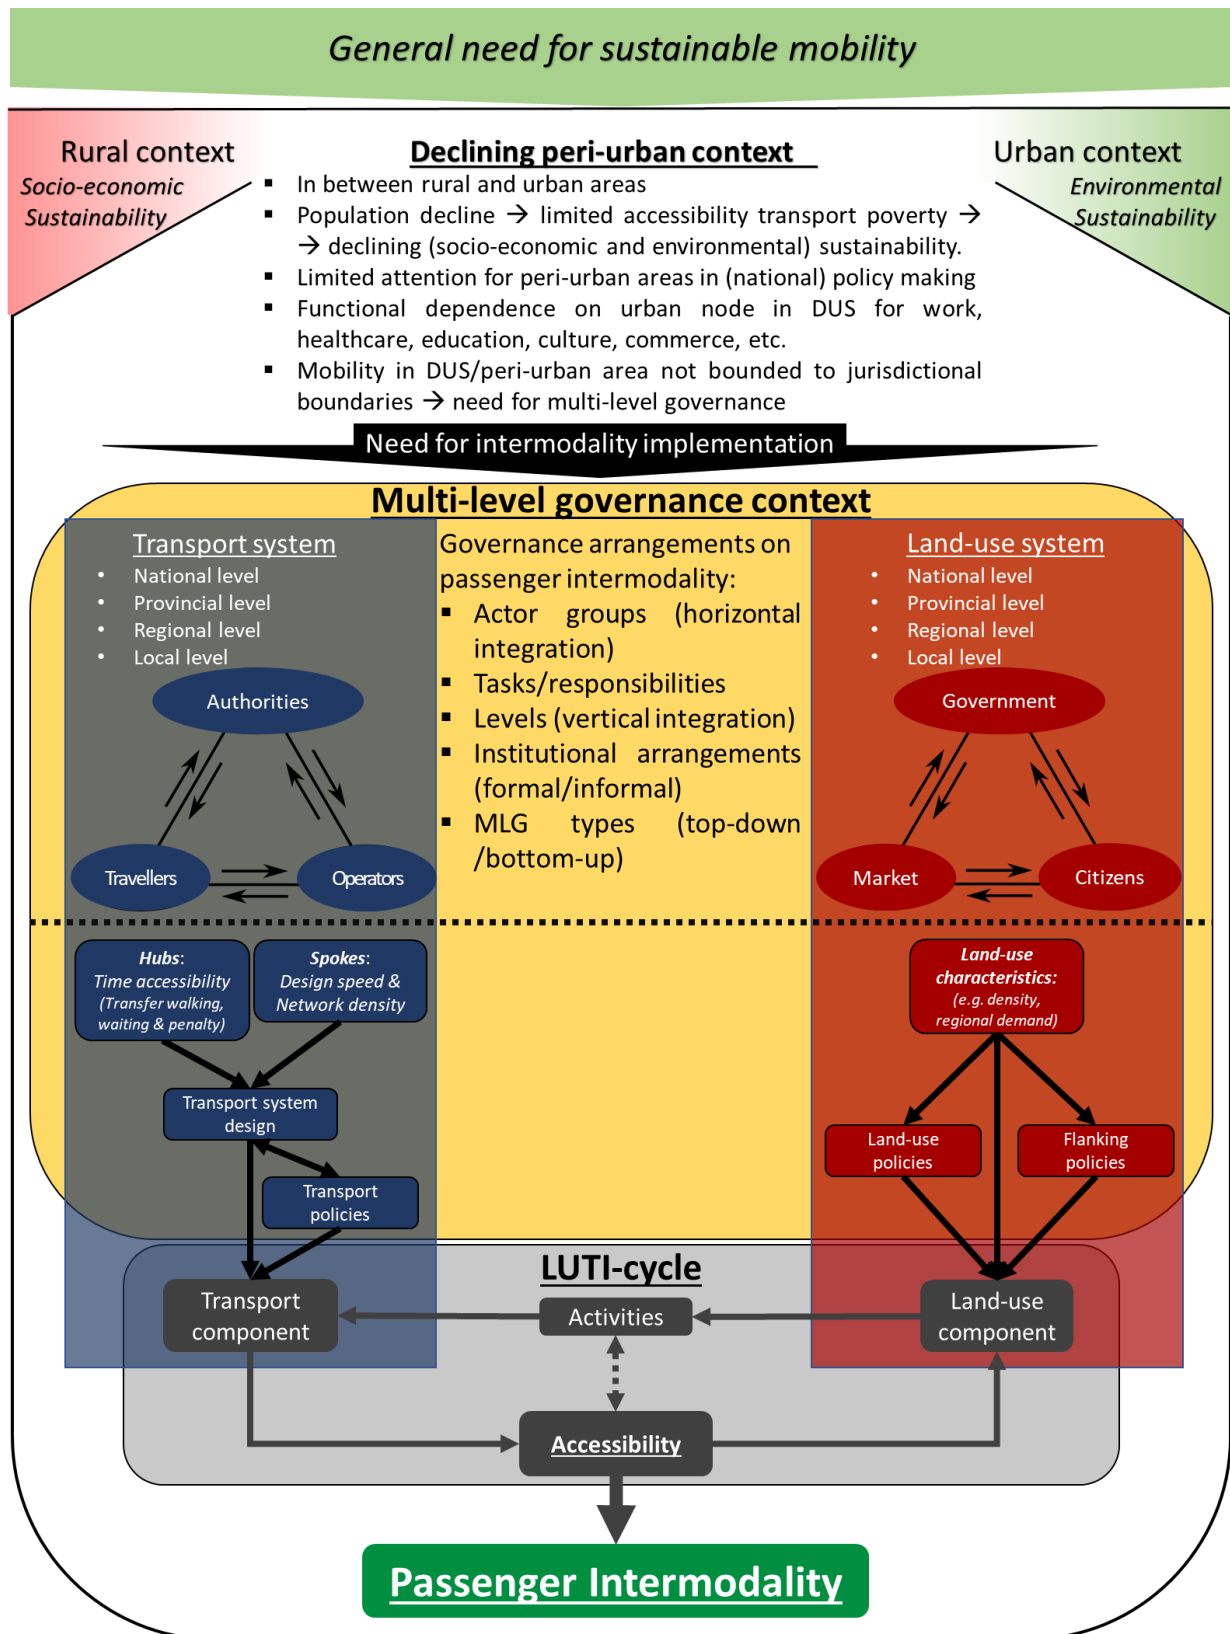 General need for sustainable mobility
Rural context
Socio-economic
Sustainability
Declining peri-urban context
Urban context
Environmental
Sustainability
▪ In between rural and urban areas
▪ Population decline → limited accessibility transport poverty →
→ declining (socio-economic and environmental) sustainability.
▪ Limited attention for peri-urban areas in (national) policy making
▪ Functional dependence on urban node in DUS for work,
healthcare, education, culture, commerce, etc.
▪ Mobility in DUS/peri-urban area not bounded to jurisdictional
boundaries → need for multi-level governance
Need for intermodality implementation
Multi-level governance context
Transport system
• National level
• Provincial level
• Regional level
• Local level
Authorities
Travellers
Operators
Governance arrangements on
passenger intermodality:
▪ Actor groups (horizontal
integration)
▪ Tasks/responsibilities
▪ Levels (vertical integration)
▪ Institutional arrangements
(formal/informal)
▪ MLG types (top-down
/bottom-up)
Land-use system
• National level
• Provincial level
• Regional level
• Local level
Government
Market
Citizens
Hubs:
Time accessibility
(Transfer walking,
waiting & penalty)
Spokes:
Design speed &
Network density
Transport system
design
Transport
policies
Land-use
characteristics:
(e.g. density,
regional demand)
Land-use
policies
Flanking
policies
LUTI-cycle
Transport
component
Activities
Land-use
component
Accessibility
Passenger Intermodality